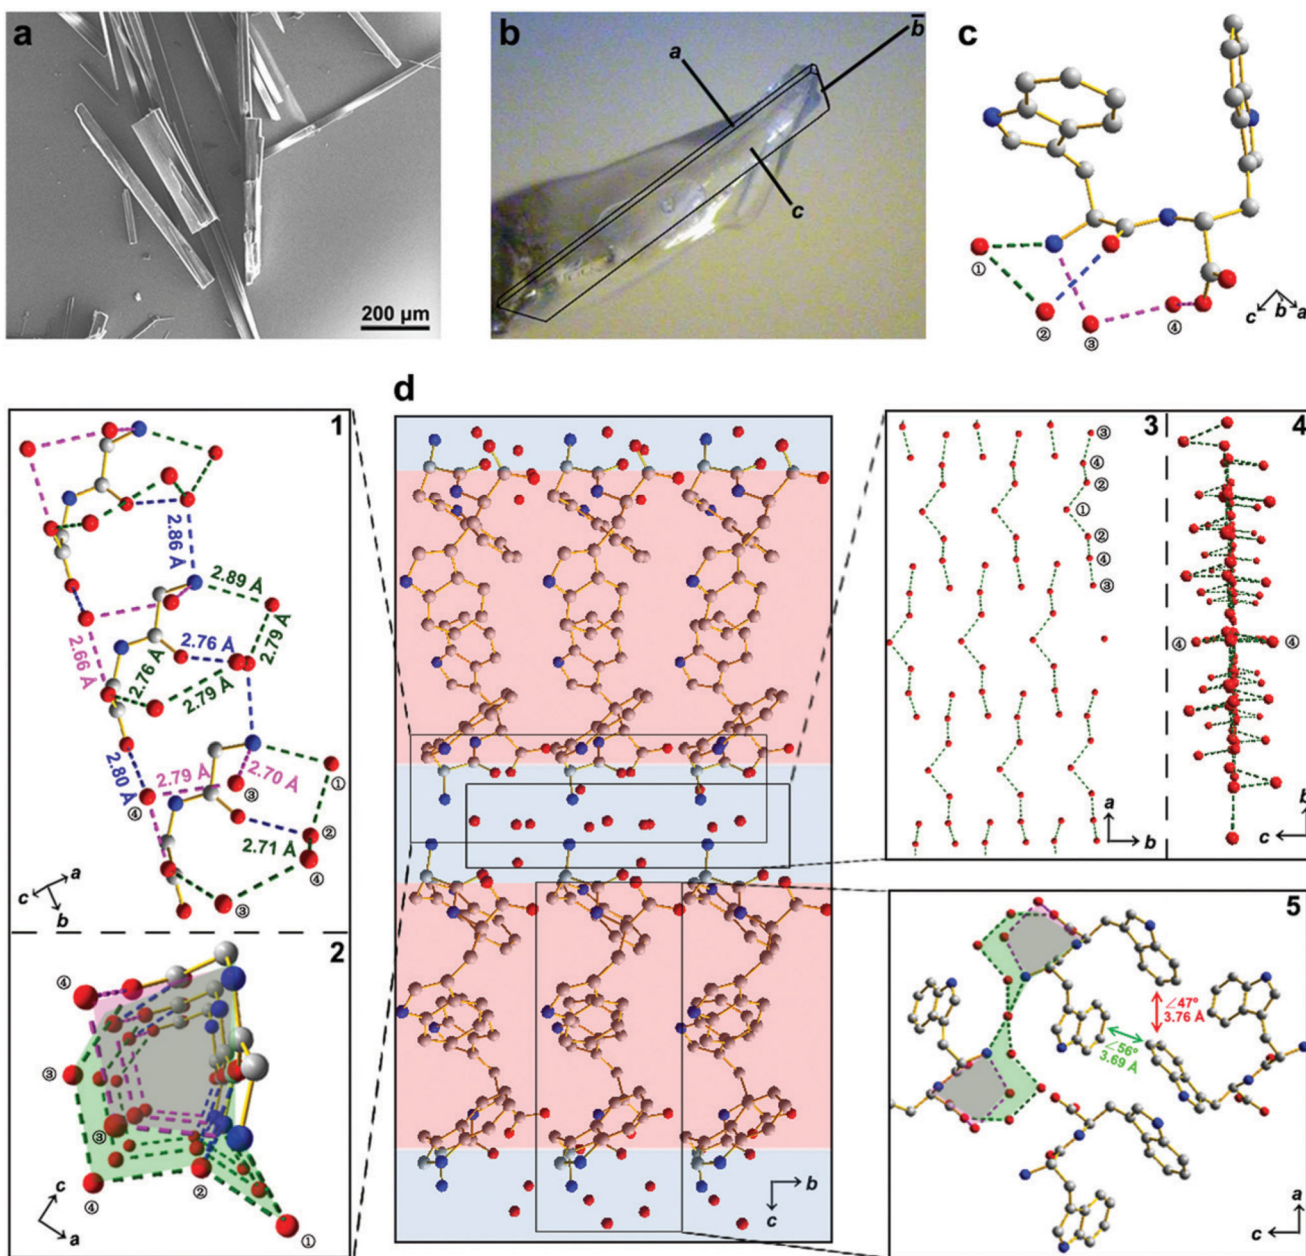 a
200 μm
b
a
b̅
c
c
①
②
③
④
c b a
d
1
2.86 Å
2.89 Å
2.79 Å
2.76 Å
2.66 Å
2.76 Å
2.79 Å
2.80 Å
2.79 Å
2.70 Å
③
①
④
②
2.71 Å
④
③
c a
b
2
④
③
③
④
②
①
c
a
b
c
3
③
④
②
①
②
④
③
a
b
4
④
④
b
c
5
∠47°
3.76 Å
∠56°
3.69 Å
a
c